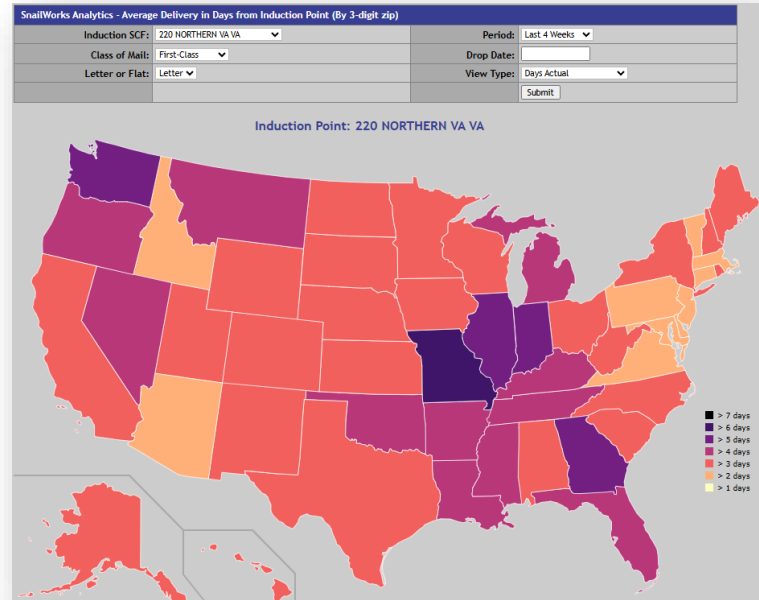 SnailWorks Analytics - Average Delivery in Days from Induction Point (By 3-digit zip)
Induction SCF: 220 NORTHERN VA VA Period: Last 4 Weeks
Class of Mail: First-Class Drop Date:
Letter or Flat: Letter View Type: Days Actual
Submit
Induction Point: 220 NORTHERN VA VA
> 7 days
> 6 days
> 5 days
> 4 days
> 3 days
> 2 days
> 1 days